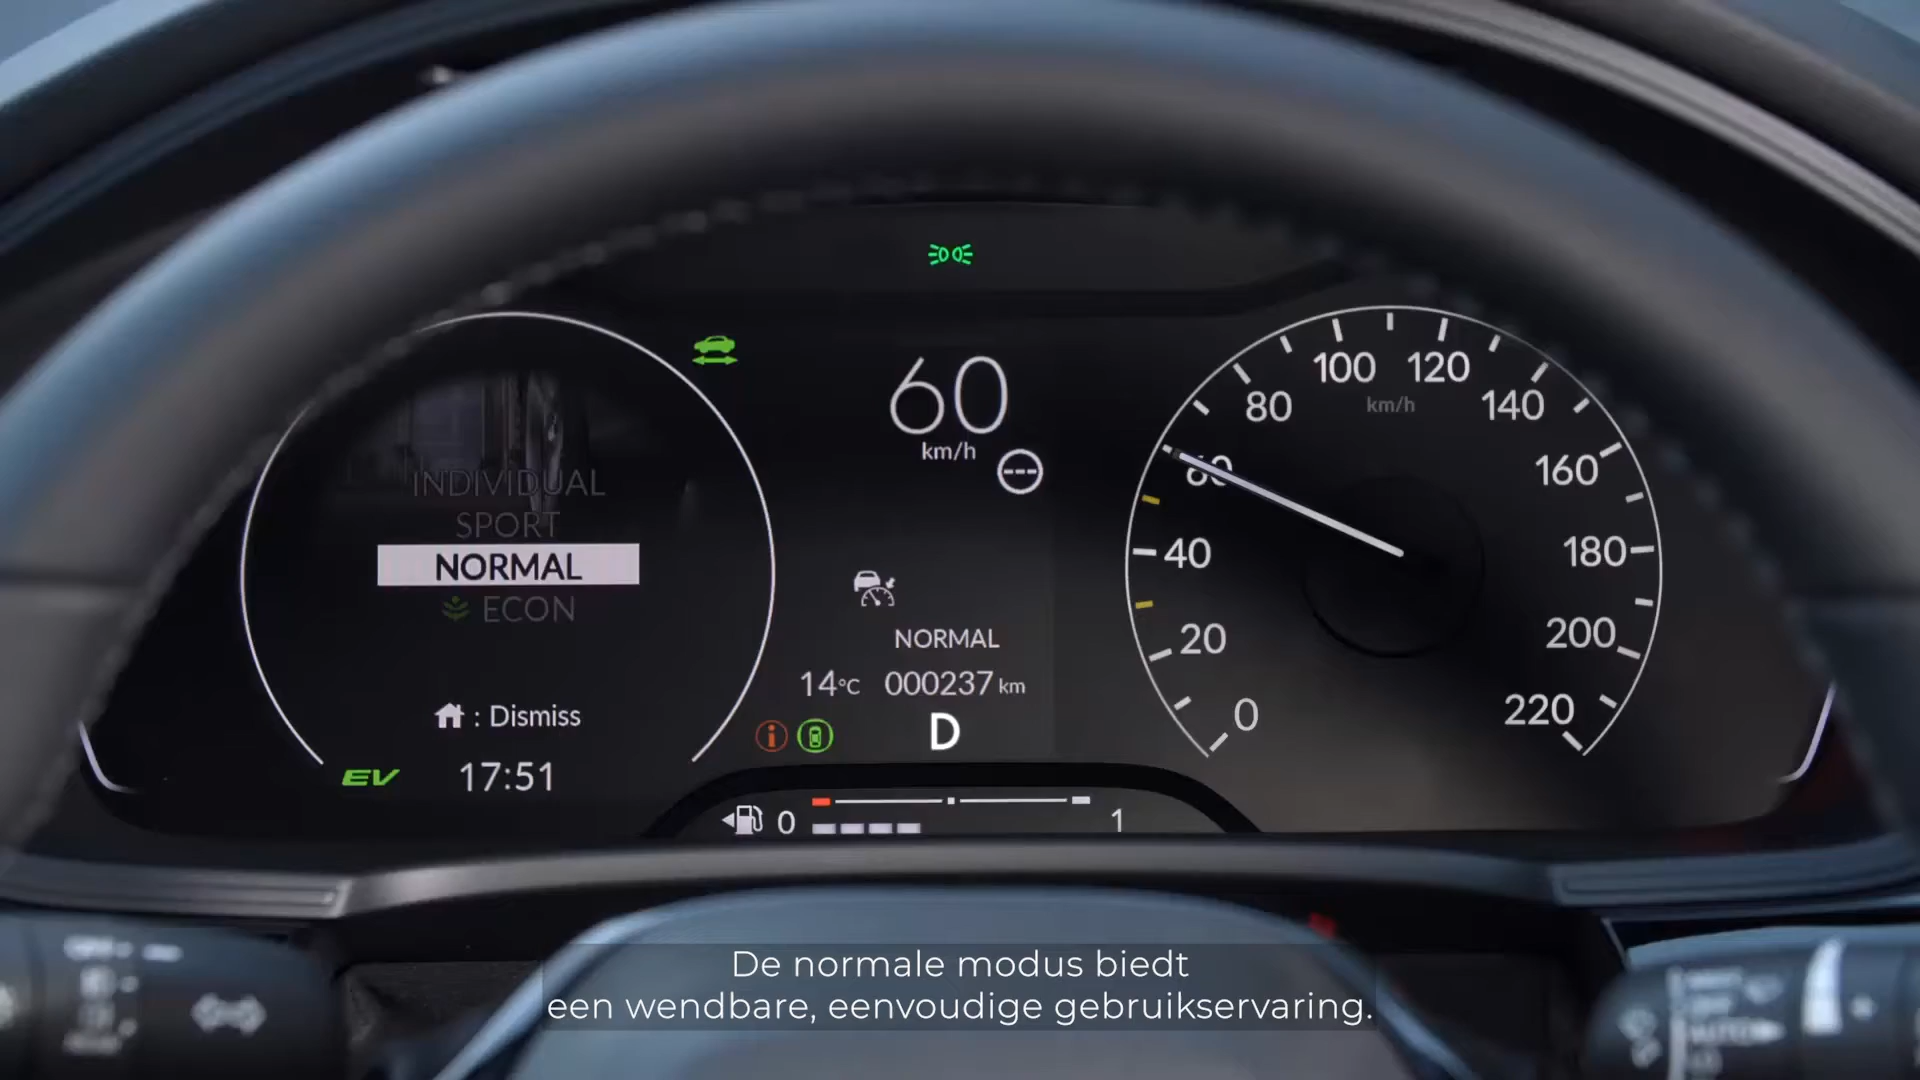 60
km/h
INDIVIDUAL
SPORT
NORMAL
ECON
: Dismiss
EV 17:51
NORMAL
14°C 000237 km
D
0 1
0
20
40
60
80
100
120
140
160
180
200
220
km/h
De normale modus biedt
een wendbare, eenvoudige gebruikservaring.